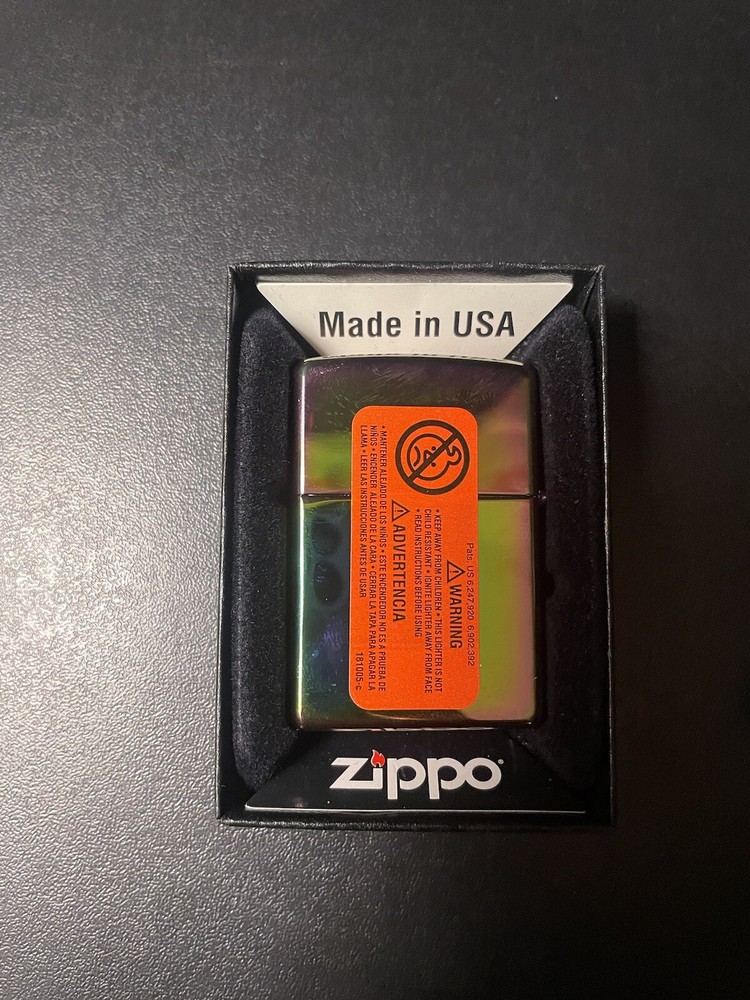 Made in USA
Pats. US 6,247,920 6,902,392
WARNING
• KEEP AWAY FROM CHILDREN • THIS LIGHTER IS NOT
CHILD RESISTANT • IGNITE LIGHTER AWAY FROM FACE
• READ INSTRUCTIONS BEFORE USING
ADVERTENCIA
• MANTENER ALEJADO DE LOS NIÑOS • ESTE ENCENDEDOR NO ES A PRUEBA DE
NIÑOS • ENCENDER ALEJADO DE LA CARA • CERRAR LA TAPA PARA APAGAR LA
LLAMA • LEER LAS INSTRUCCIONES ANTES DE USAR
181005-c
zippo®